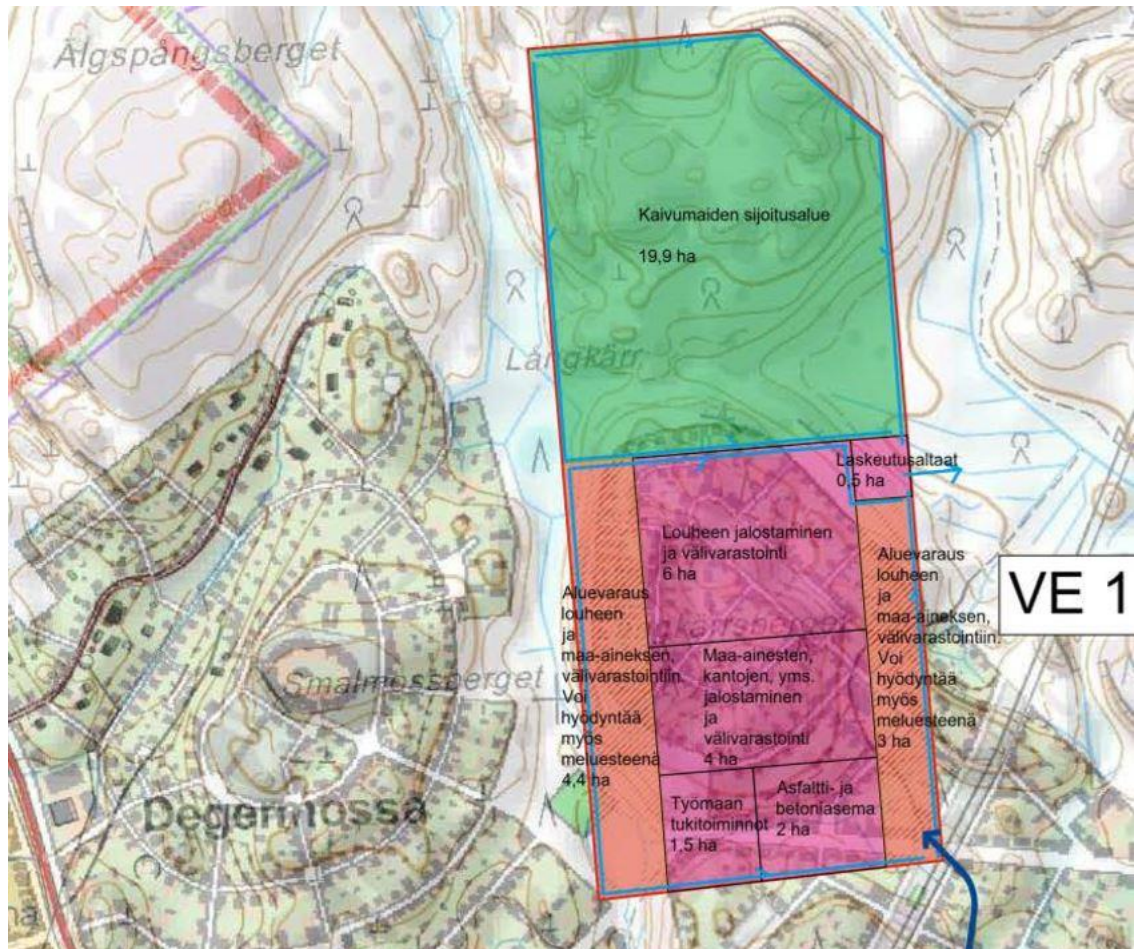 Älgspångsberget
Kaivumaiden sijoitusalue
19,9 ha
Långkärr
Laskeutusaltaat
0,5 ha
Louheen jalostaminen
ja välivarastointi
6 ha
Aluevaraus
louheen
ja
maa-aineksen,
välivarastointiin.
Voi
hyödyntää
myös
meluesteenä
3 ha
VE 1
Aluevaraus
louheen
ja
maa-aineksen,
välivarastointiin.
Voi
hyödyntää
myös
meluesteenä
4,4 ha
Maa-ainesten,
kantojen, yms.
jalostaminen
ja
välivarastointi
4 ha
Smalmossberget
Degermossa
Työmaan
tukitoiminnot
1,5 ha
Asfaltti- ja
betoniasema
2 ha